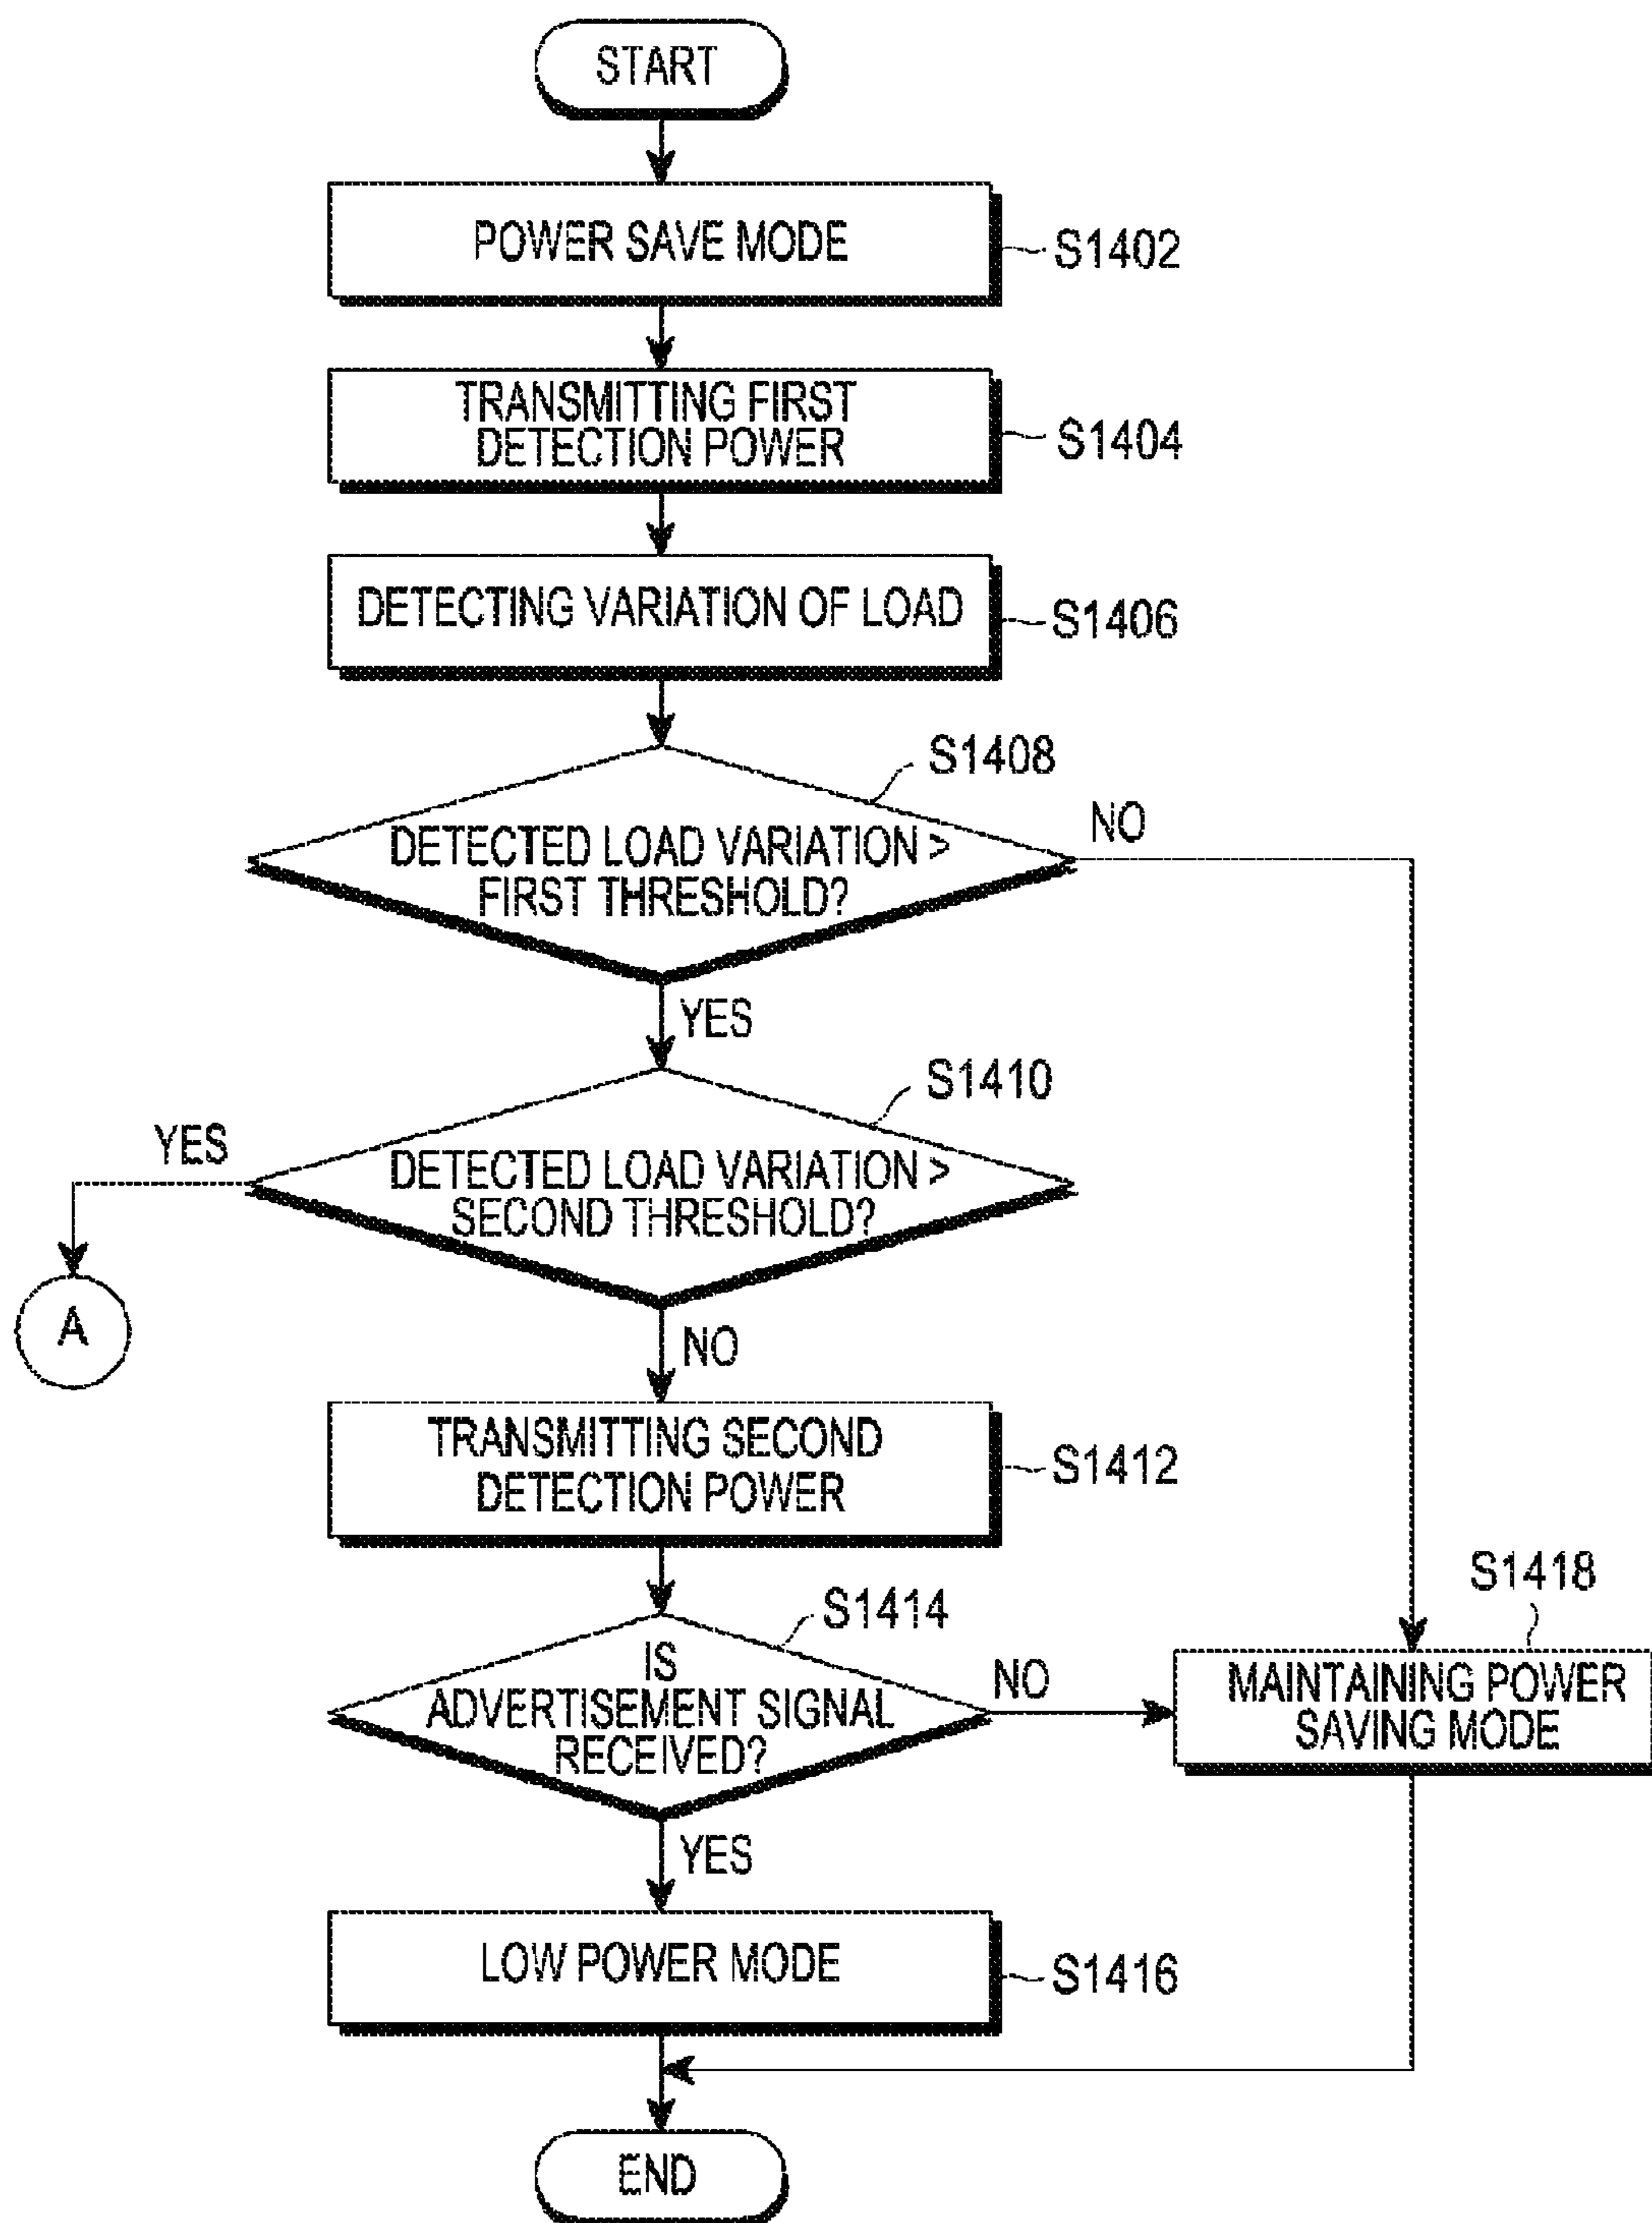 START
POWER SAVE MODE
S1402
TRANSMITTING FIRST
DETECTION POWER
S1404
DETECTING VARIATION OF LOAD
S1406
S1408
DETECTED LOAD VARIATION >
FIRST THRESHOLD?
NO
YES
S1410
YES
DETECTED LOAD VARIATION >
SECOND THRESHOLD?
A
NO
TRANSMITTING SECOND
DETECTION POWER
S1412
S1414
IS
ADVERTISEMENT SIGNAL
RECEIVED?
NO
S1418
MAINTAINING POWER
SAVING MODE
YES
LOW POWER MODE
S1416
END